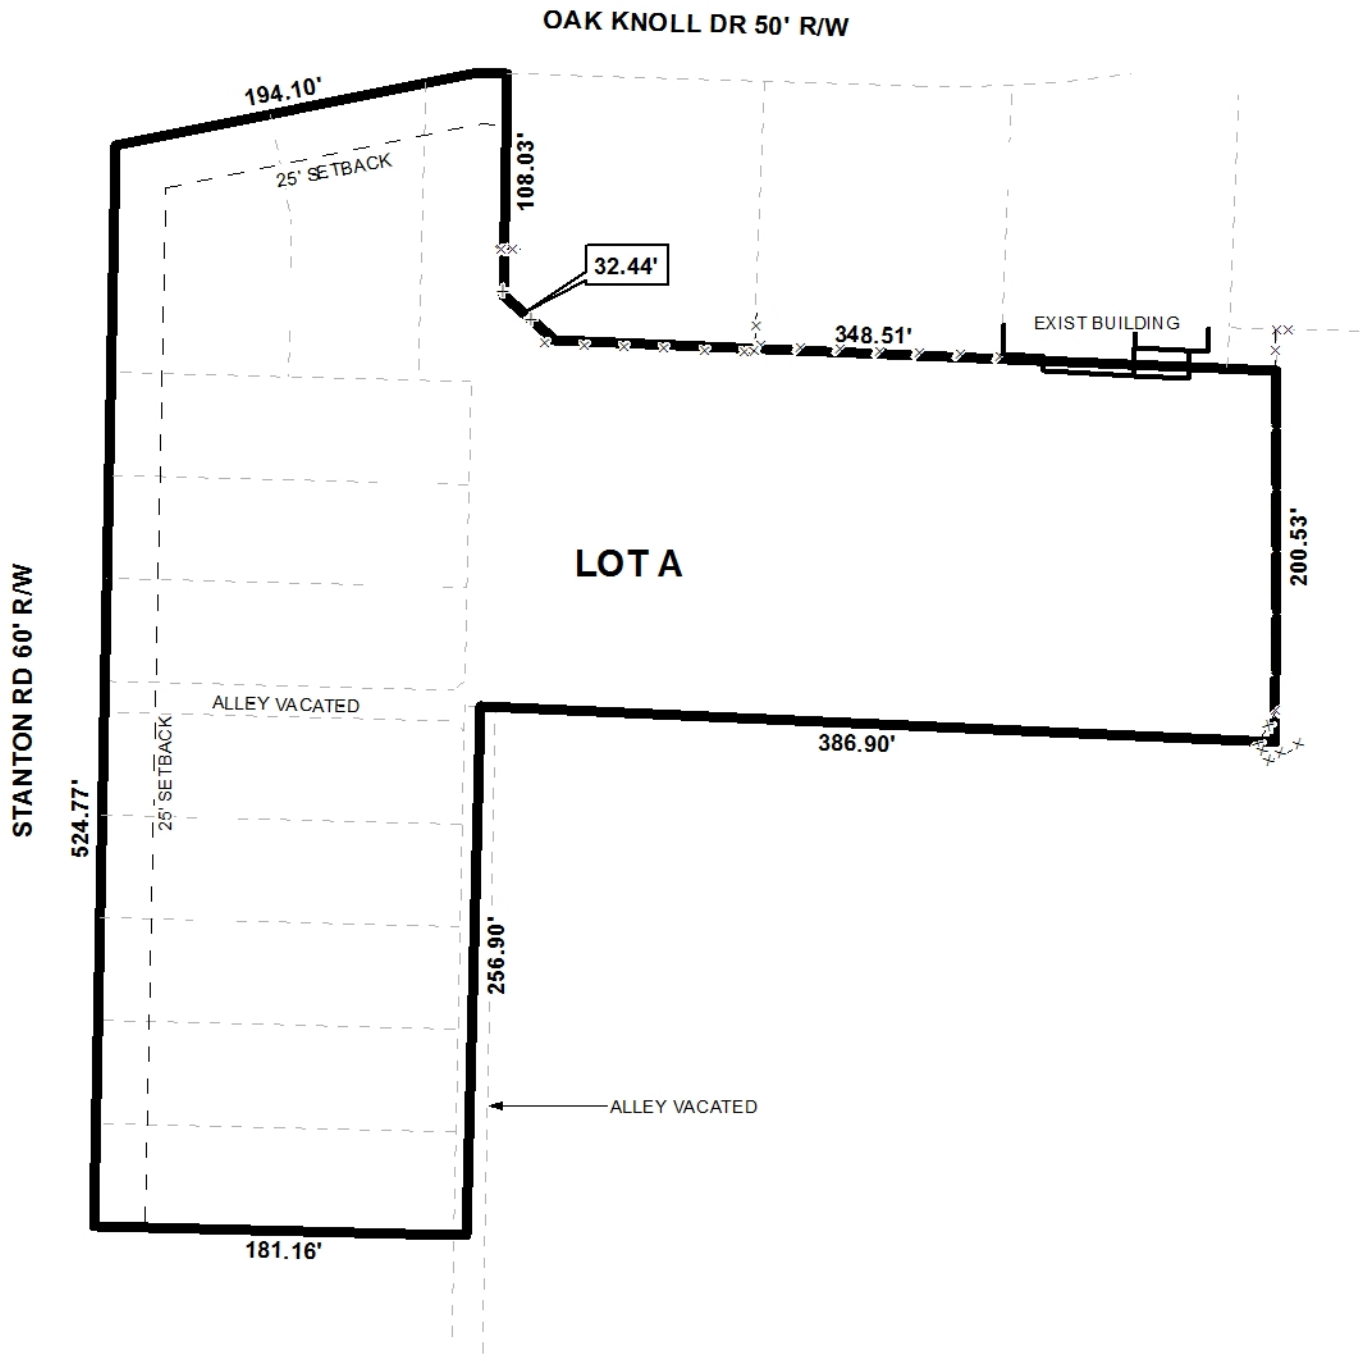 OAK KNOLL DR 50' R/W
194.10'
25' SETBACK
108.03'
32.44'
348.51'
EXIST BUILDING
LOT A
200.53'
STANTON RD 60' R/W
ALLEY VACATED
25' SETBACK
386.90'
524.77'
256.90'
ALLEY VACATED
181.16'